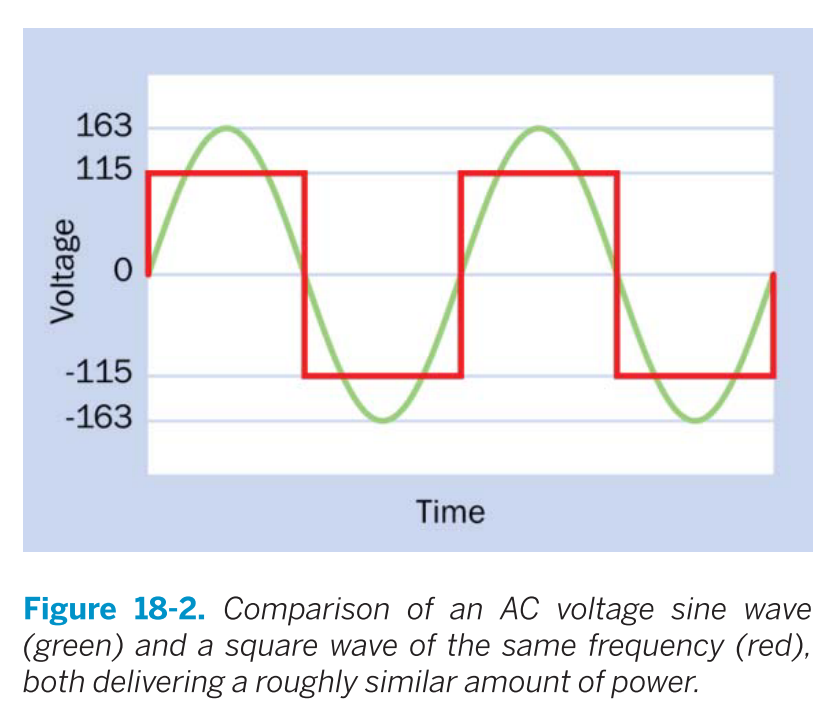 163
115
0
-115
-163
Voltage
Time
Figure 18-2. Comparison of an AC voltage sine wave
(green) and a square wave of the same frequency (red),
both delivering a roughly similar amount of power.